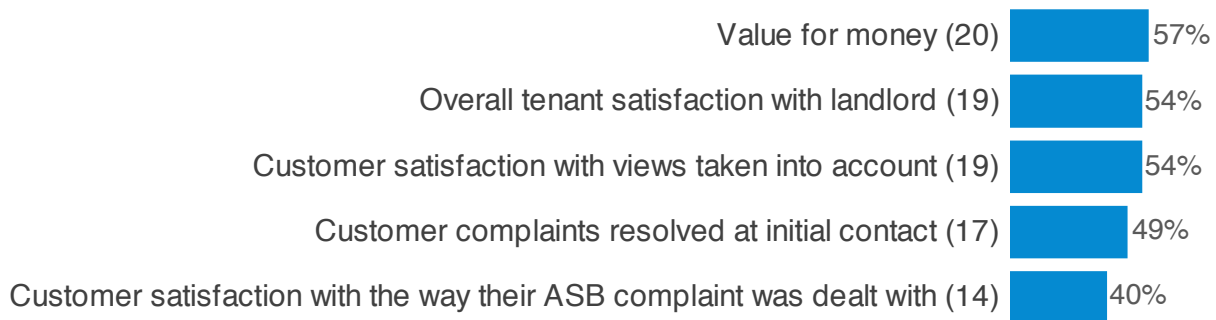 Value for money (20) 57%
Overall tenant satisfaction with landlord (19) 54%
Customer satisfaction with views taken into account (19) 54%
Customer complaints resolved at initial contact (17) 49%
Customer satisfaction with the way their ASB complaint was dealt with (14) 40%